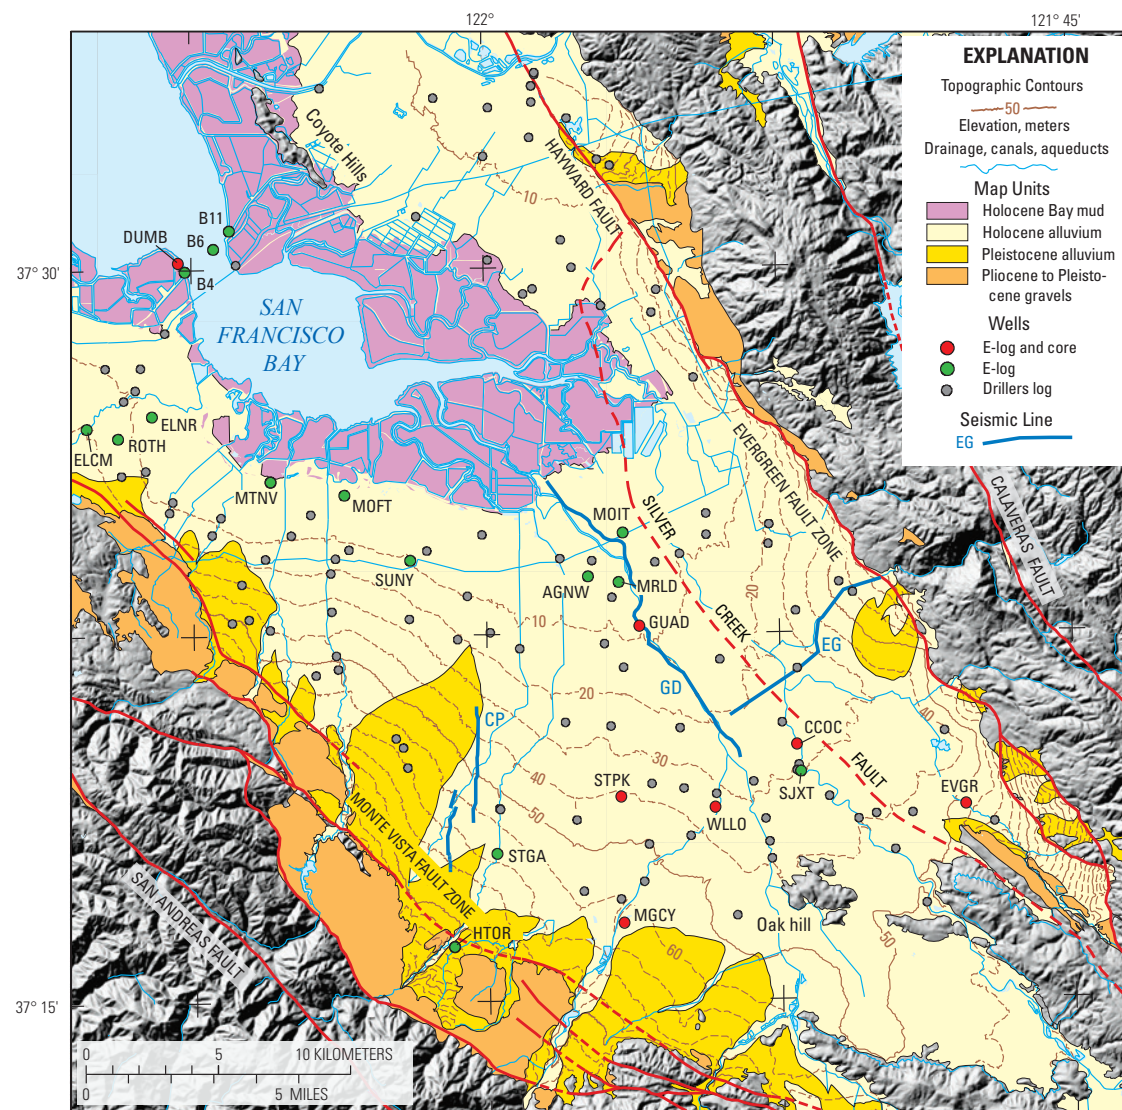 122°
121° 45'
EXPLANATION
Topographic Contours
50
Elevation, meters
Drainage, canals, aqueducts
Map Units
Holocene Bay mud
Holocene alluvium
Pleistocene alluvium
Pliocene to Pleisto-
cene gravels
Wells
E-log and core
E-log
Drillers log
Seismic Line
EG
Coyote Hills
HAYWARD FAULT
10
B11
DUMB
B6
B4
37° 30'
SAN
FRANCISCO
BAY
ELNR
ROTH
ELCM
EVERGREEN FAULT ZONE
CALAVERAS FAULT
MTNV
MOFT
MOIT
SILVER
CREEK
FAULT
SUNY
AGNW
MRLD
20
10
GUAD
EG
GD
20
CP
40
CCOC
30
40
STPK
SJXT
EVGR
50
WLLO
MONTE VISTA FAULT ZONE
STGA
SAN ANDREAS FAULT
MGCY
Oak hill
HTOR
60
50
37° 15'
0
5
10 KILOMETERS
0
5 MILES